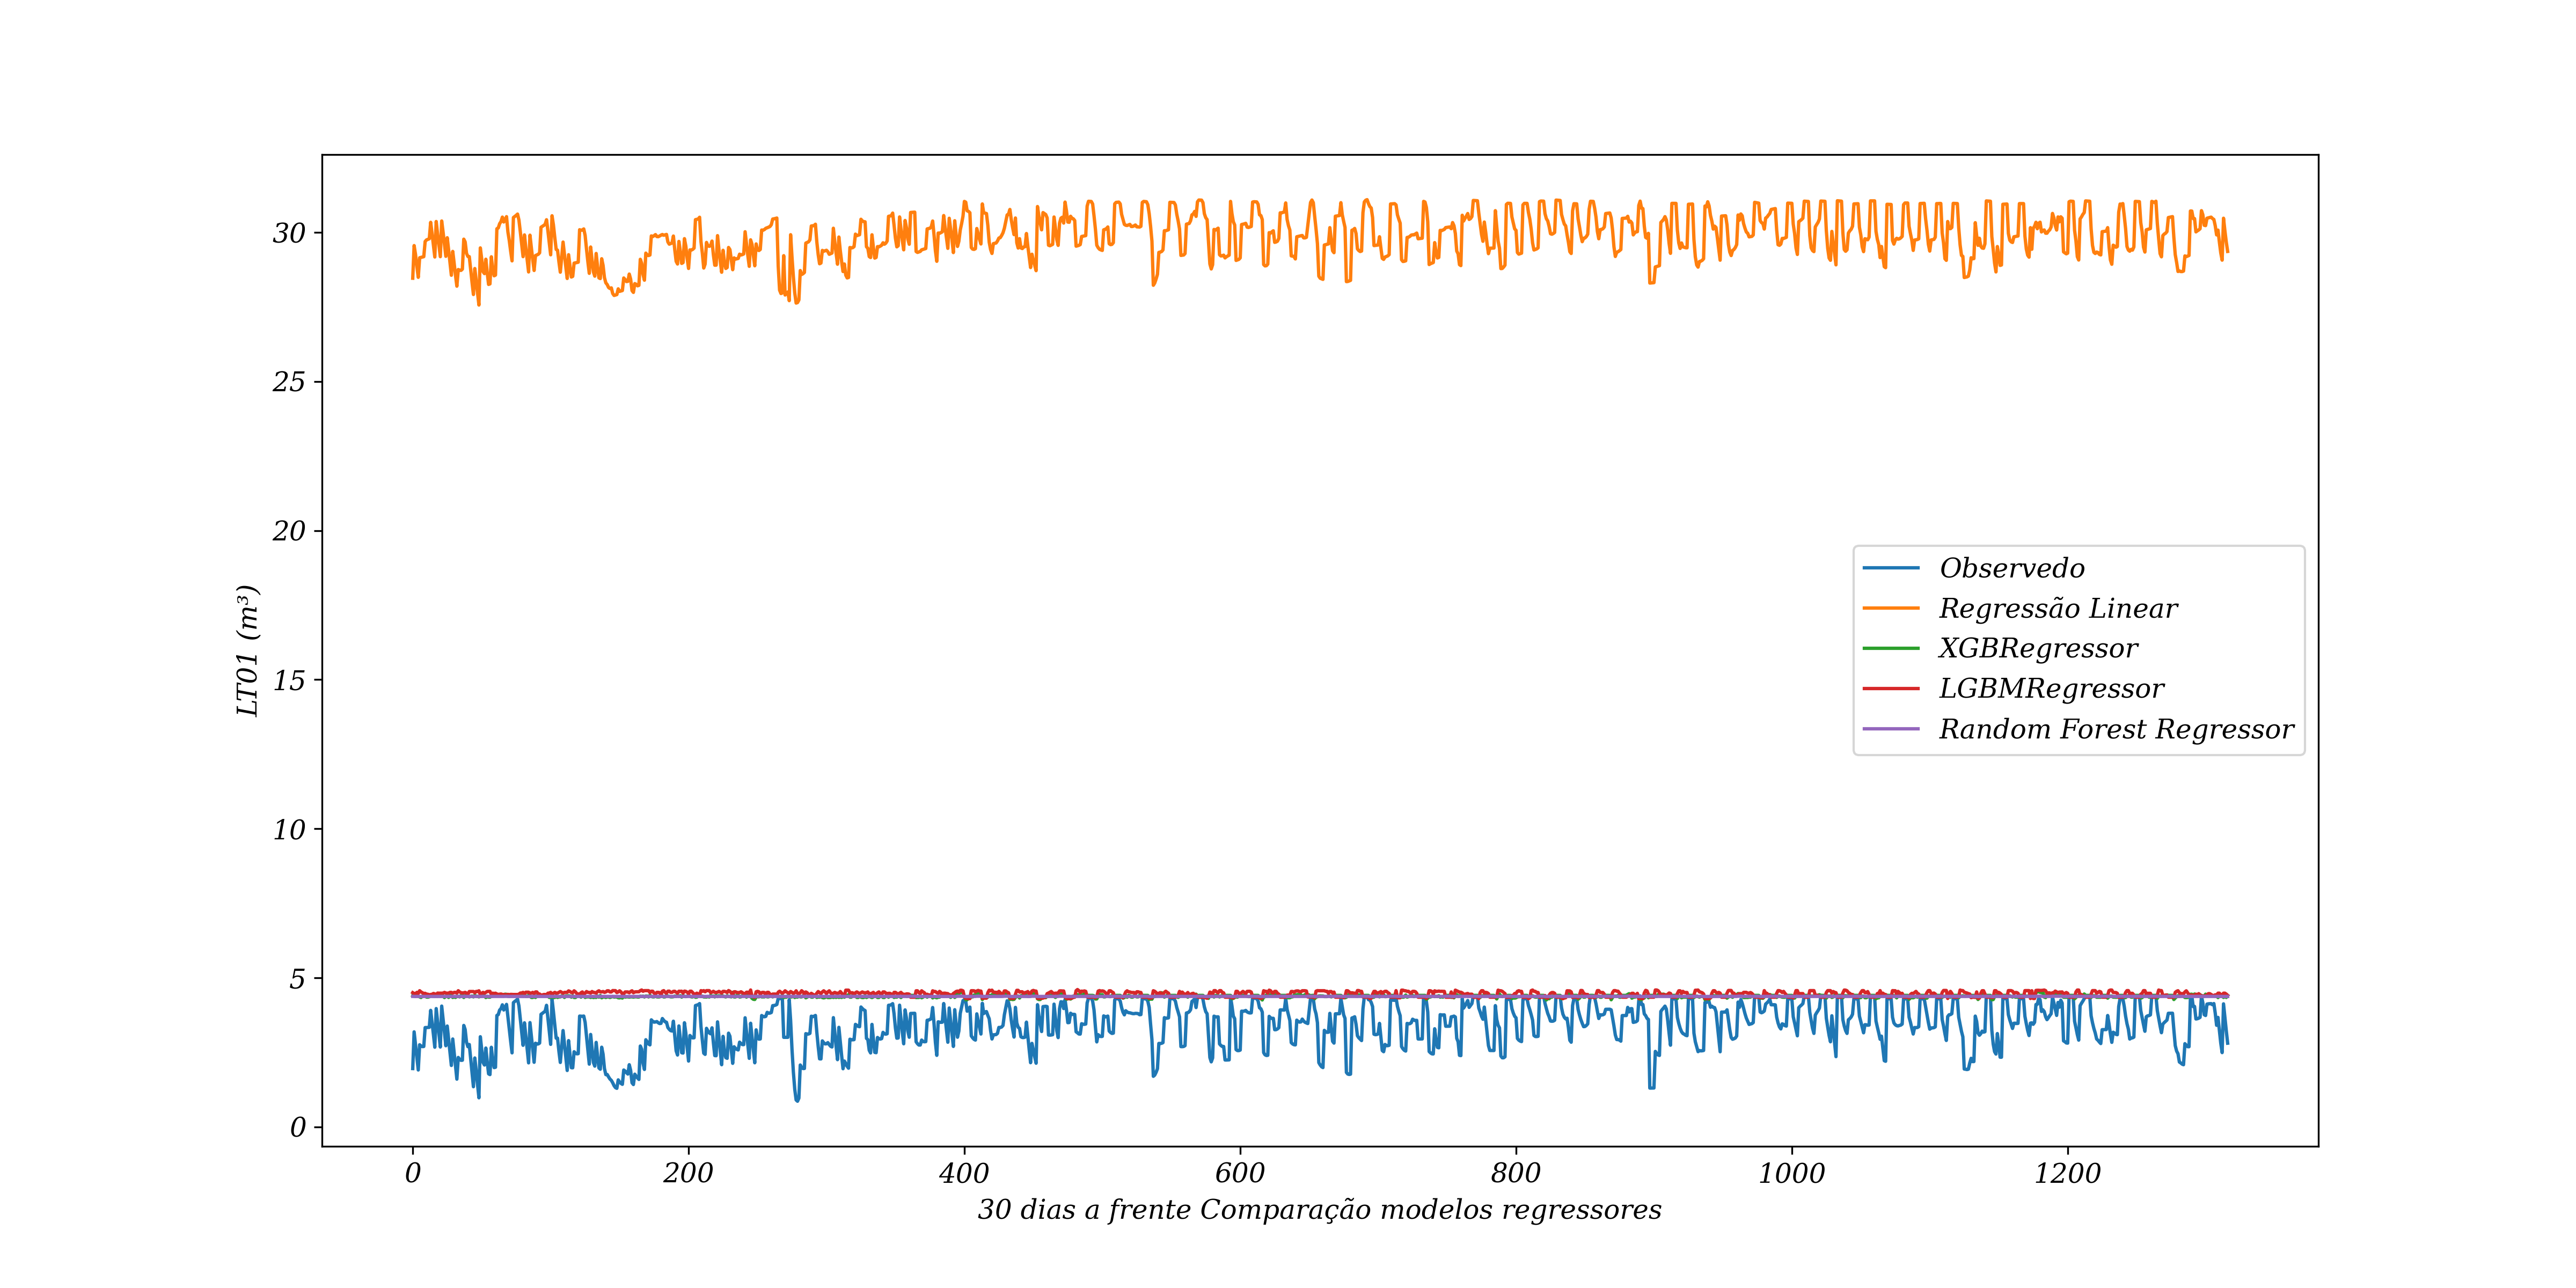 30
25
20
15
10
5
0
LT01 (m³)
Observedo
Regressão Linear
XGBRegressor
LGBMRegressor
Random Forest Regressor
0 200 400 600 800 1000 1200
30 dias a frente Comparação modelos regressores